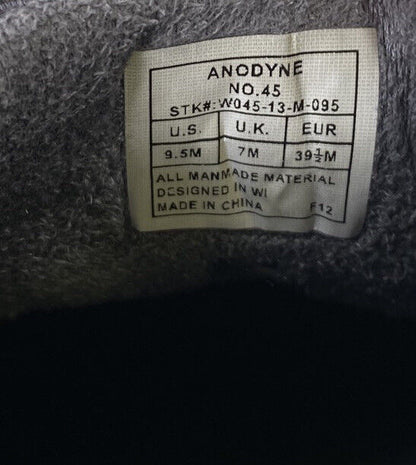 ANODYNE
NO.45
STK#: W045-13-M-095
U.S. U.K. EUR
9.5M 7M 39½M
ALL MANMADE MATERIAL
DESIGNED IN WI
MADE IN CHINA F12